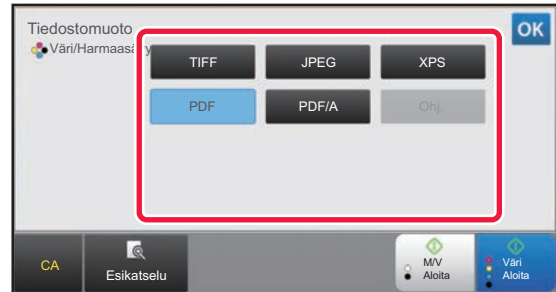 Tiedostomuoto
OK
Väri/Harmaasä y
TIFF
JPEG
XPS
PDF
PDF/A
Ohj.
CA
Esikatselu
M/V
Aloita
Väri
Aloita